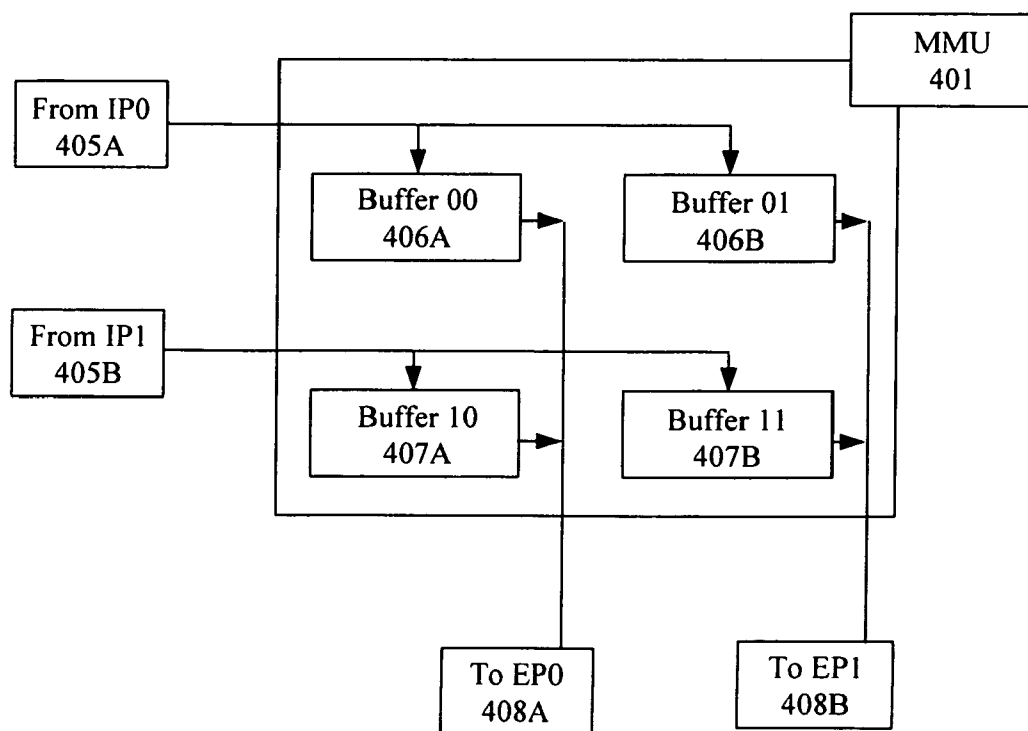 MMU
401
From IP0
405A
Buffer 00
406A
Buffer 01
406B
From IP1
405B
Buffer 10
407A
Buffer 11
407B
To EP0
408A
To EP1
408B